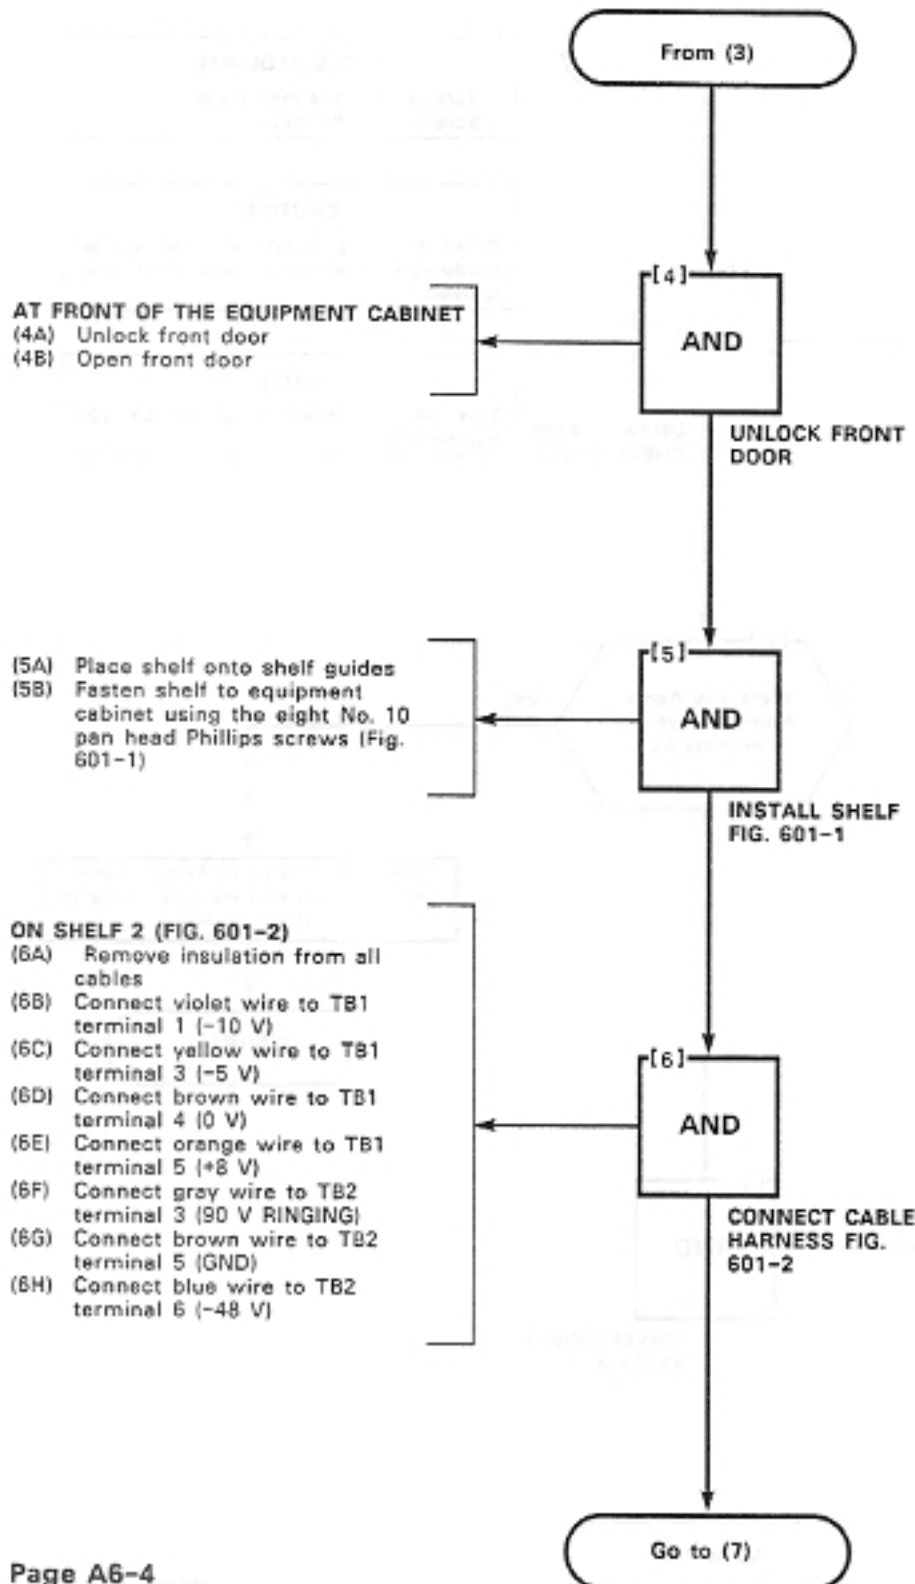 From (3)
[4]
AND
UNLOCK FRONT
DOOR
AT FRONT OF THE EQUIPMENT CABINET
(4A) Unlock front door
(4B) Open front door
[5]
AND
INSTALL SHELF
FIG. 601-1
(5A) Place shelf onto shelf guides
(5B) Fasten shelf to equipment
cabinet using the eight No. 10
pan head Phillips screws (Fig.
601-1)
[6]
AND
CONNECT CABLE
HARNESS FIG.
601-2
ON SHELF 2 (FIG. 601-2)
(6A) Remove insulation from all
cables
(6B) Connect violet wire to TB1
terminal 1 (-10 V)
(6C) Connect yellow wire to TB1
terminal 3 (-5 V)
(6D) Connect brown wire to TB1
terminal 4 (0 V)
(6E) Connect orange wire to TB1
terminal 5 (+8 V)
(6F) Connect gray wire to TB2
terminal 3 (90 V RINGING)
(6G) Connect brown wire to TB2
terminal 5 (GND)
(6H) Connect blue wire to TB2
terminal 6 (-48 V)
Go to (7)
Page A6-4